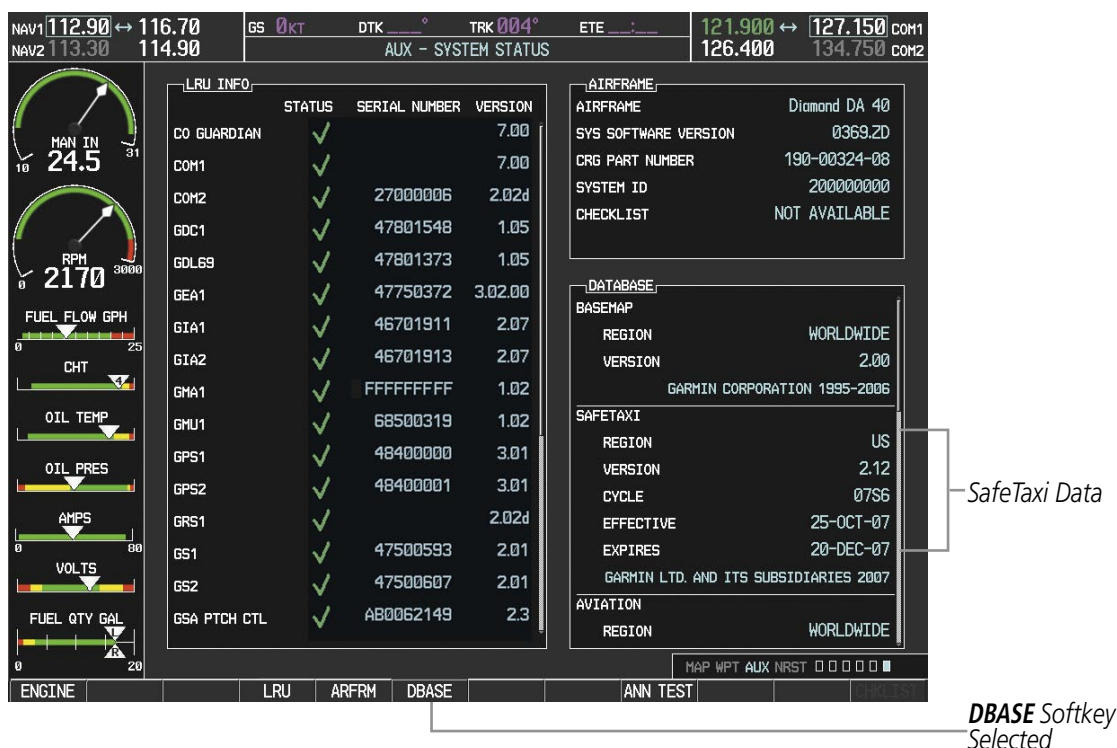 NAV1 112.90 ↔ 116.70 GS 0KT DTK ___° TRK 004° ETE __:__ 121.900 ↔ 127.150 COM1
NAV2 113.30 114.90 AUX - SYSTEM STATUS 126.400 134.750 COM2
MAN IN
24.5
10 31
RPM
2170
0 3000
FUEL FLOW GPH
0 25
CHT
4
OIL TEMP
OIL PRES
AMPS
0 80
VOLTS
FUEL QTY GAL
L
R
0 20
LRU INFO
STATUS SERIAL NUMBER VERSION
CO GUARDIAN ✓ 7.00
COM1 ✓ 7.00
COM2 ✓ 27000006 2.02d
GDC1 ✓ 47801548 1.05
GDL69 ✓ 47801373 1.05
GEA1 ✓ 47750372 3.02.00
GIA1 ✓ 46701911 2.07
GIA2 ✓ 46701913 2.07
GMA1 ✓ FFFFFFFFF 1.02
GMU1 ✓ 68500319 1.02
GPS1 ✓ 48400000 3.01
GPS2 ✓ 48400001 3.01
GRS1 ✓ 2.02d
GS1 ✓ 47500593 2.01
GS2 ✓ 47500607 2.01
GSA PTCH CTL ✓ AB0062149 2.3
AIRFRAME
AIRFRAME Diamond DA 40
SYS SOFTWARE VERSION 0369.ZD
CRG PART NUMBER 190-00324-08
SYSTEM ID 200000000
CHECKLIST NOT AVAILABLE
DATABASE
BASEMAP
REGION WORLDWIDE
VERSION 2.00
GARMIN CORPORATION 1995-2006
SAFETAXI
REGION US
VERSION 2.12
CYCLE 07S6
EFFECTIVE 25-OCT-07
EXPIRES 20-DEC-07
GARMIN LTD. AND ITS SUBSIDIARIES 2007
AVIATION
REGION WORLDWIDE
MAP WPT AUX NRST
ENGINE LRU ARFRM DBASE ANN TEST CHKLIST
SafeTaxi Data
DBASE Softkey
Selected